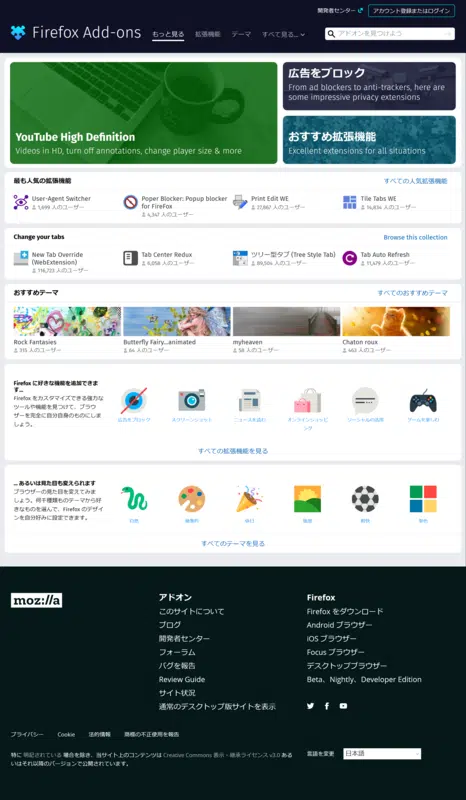 開発者センター
アカウント登録またはログイン
Firefox Add-ons
もっと見る
拡張機能
テーマ
すべて見る...
アドオンを見つけよう
YouTube High Definition
Videos in HD, turn off annotations, change player size & more
広告をブロック
From ad blockers to anti-trackers, here are
some impressive privacy extensions
おすすめ拡張機能
Excellent extensions for all situations
最も人気の拡張機能
すべての人気拡張機能
User-Agent Switcher
1,699 人のユーザー
Poper Blocker: Popup blocker
for FireFox
4,347 人のユーザー
Print Edit WE
27,867 人のユーザー
Tile Tabs WE
14,834 人のユーザー
Change your tabs
Browse this collection
New Tab Override
(WebExtension)
116,723 人のユーザー
Tab Center Redux
6,058 人のユーザー
ツリー型タブ (Tree Style Tab)
89,504 人のユーザー
Tab Auto Refresh
11,479 人のユーザー
おすすめテーマ
すべてのおすすめテーマ
Rock Fantasies
313 人のユーザー
Butterfly Fairy...animated
64 人のユーザー
myheaven
58 人のユーザー
Chaton roux
463 人のユーザー
Firefox に好きな機能を追加できま
す...
Firefox をカスタマイズできる強力な
ツールや機能を見つけて、ブラウ
ザーを完全に自分自身のものにしま
しょう。
広告をブロック
スクリーンショット
ニュースを読む
オンラインショッピ
ング
ソーシャルの活用
ゲームを楽しむ
すべての拡張機能を見る
... あるいは見た目も変えられます
ブラウザーの見た目を変えてみま
しょう。何千種類ものテーマから好
きなものを選んで、Firefox のデザイン
を自分好みに設定できます。
自然
抽象的
祝日
風景
単色
すべてのテーマを見る
moz://a
アドオン
このサイトについて
ブログ
開発者センター
フォーラム
バグを報告
Review Guide
サイト状況
通常のデスクトップ版サイトを表示
Firefox
Firefox をダウンロード
Android ブラウザー
iOS ブラウザー
Focus ブラウザー
デスクトップブラウザー
Beta、Nightly、Developer Edition
プライバシー
Cookie
法的情報
商標の不正使用を報告
特に 明記されている 場合を除き、当サイト上のコンテンツは Creative Commons 表示・継承ライセンス v3.0 ある
いはそれ以降のバージョンで公開されています。
言語を変更
日本語